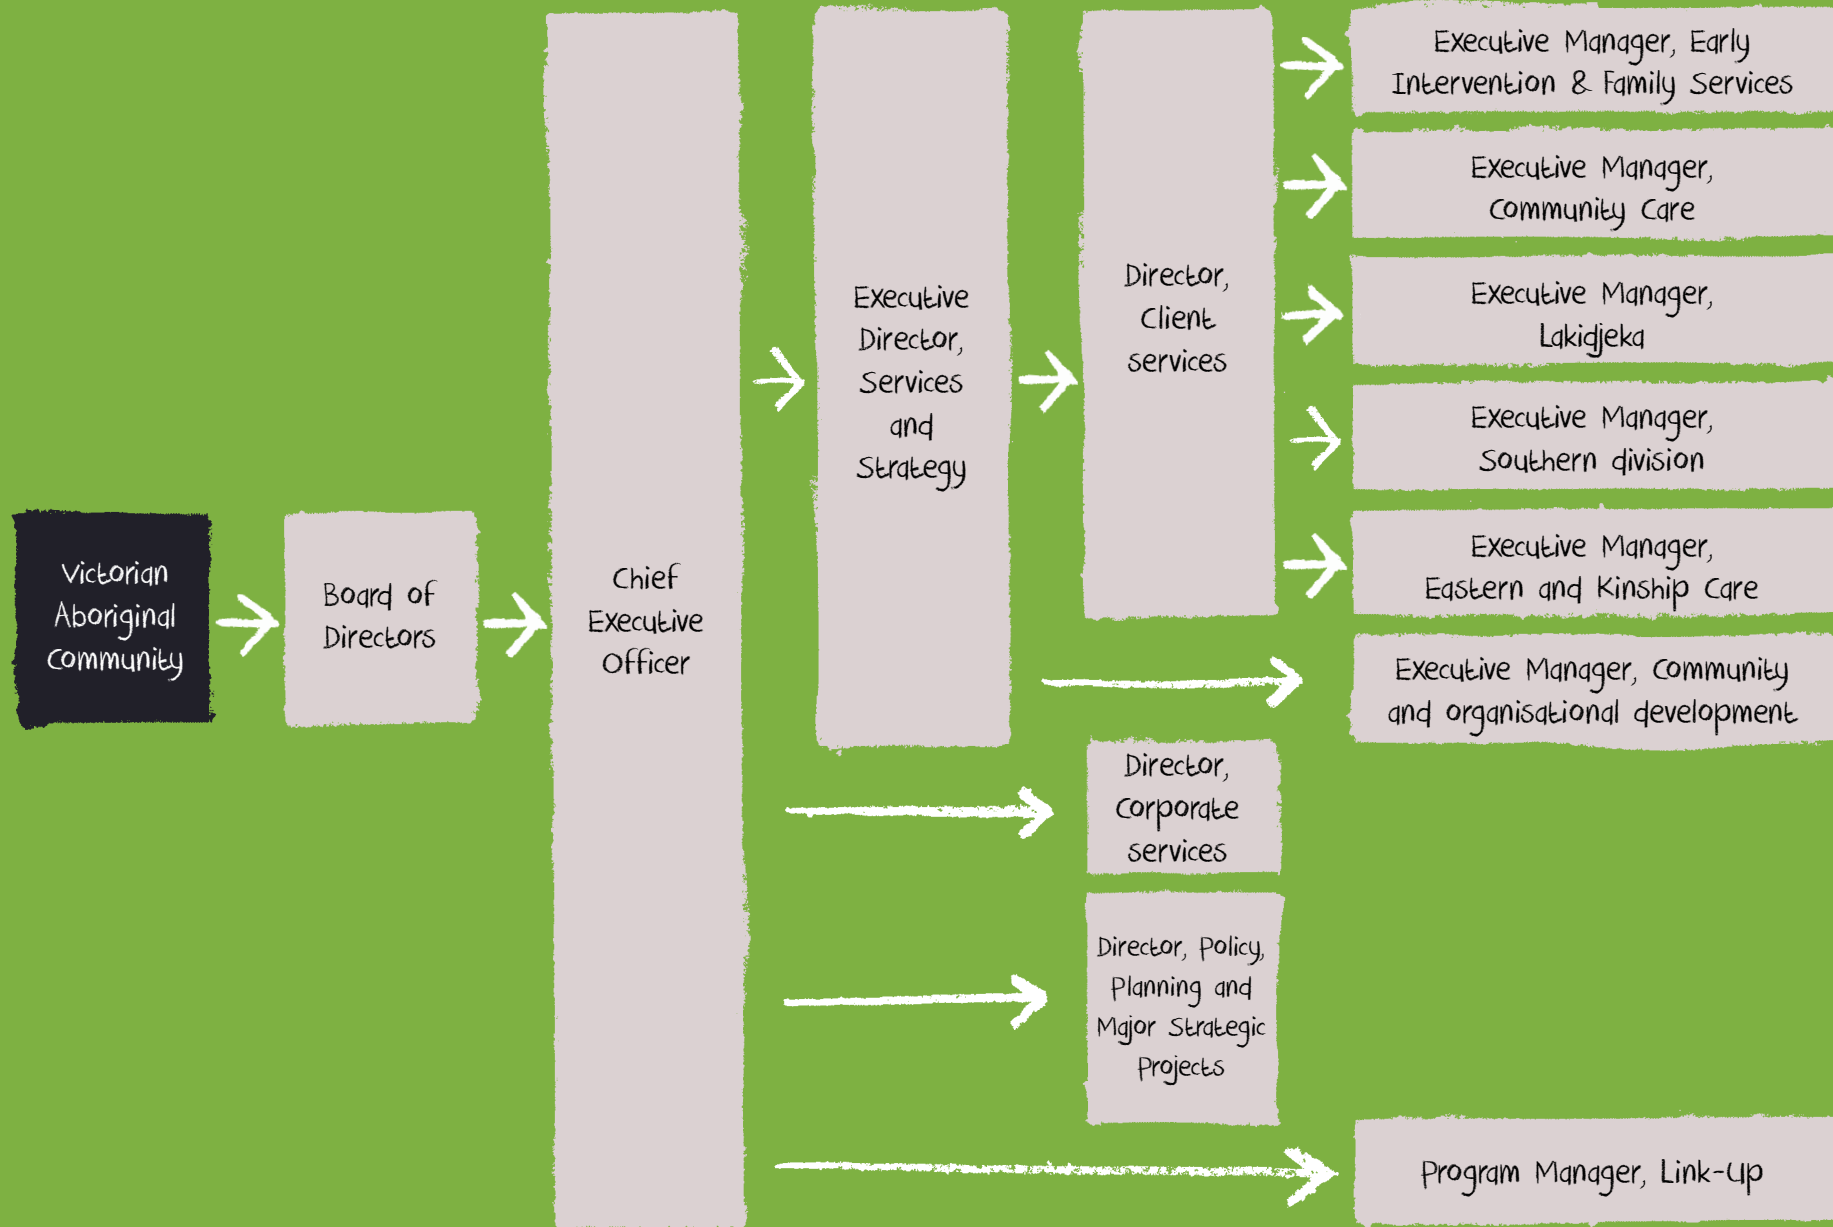 Victorian
Aboriginal
Community
Board of
Directors
Chief
Executive
Officer
Executive
Director,
Services
and
Strategy
Director,
Client
services
Executive Manager, Early
Intervention & Family Services
Executive Manager,
Community Care
Executive Manager,
Lakidjeka
Executive Manager,
Southern division
Executive Manager,
Eastern and Kinship Care
Executive Manager, Community
and organisational development
Director,
Corporate
services
Director, Policy,
Planning and
Major Strategic
Projects
Program Manager, Link-Up